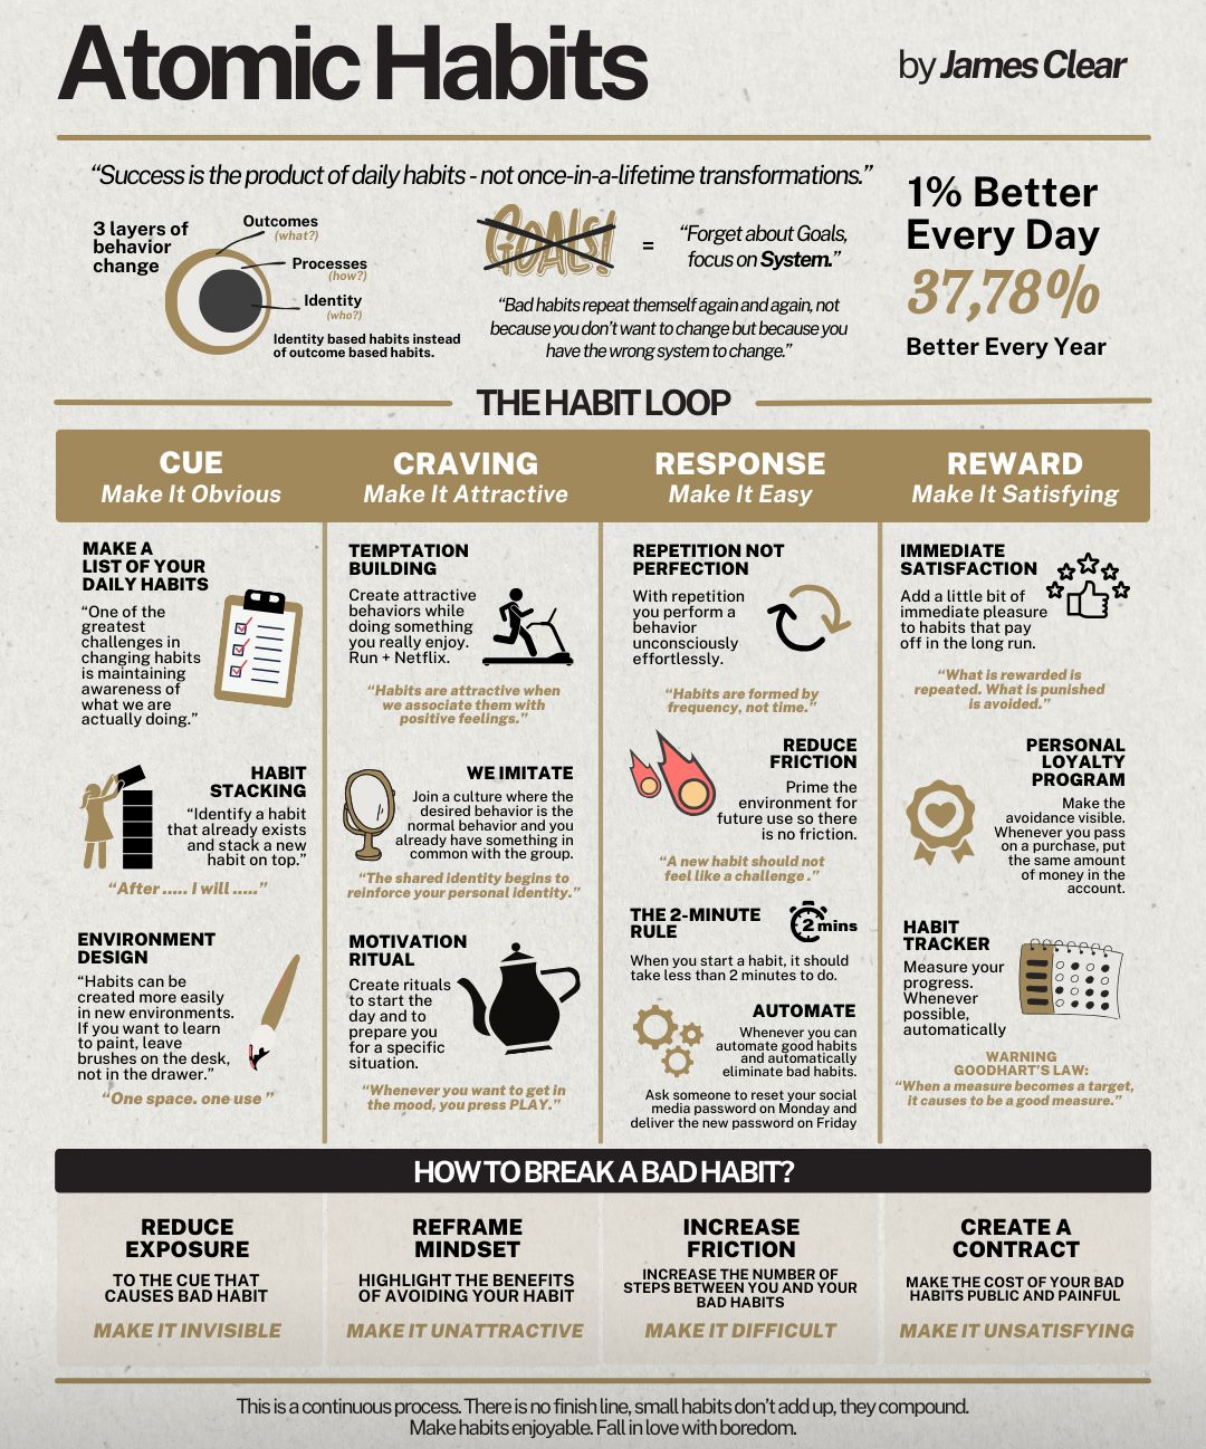 Atomic Habits
by James Clear
“Success is the product of daily habits - not once-in-a-lifetime transformations.”
3 layers of
behavior
change
Outcomes
(what?)
Processes
(how?)
Identity
(who?)
Identity based habits instead
of outcome based habits.
GOALS!
=
“Forget about Goals,
focus on System.”
“Bad habits repeat themself again and again, not
because you don’t want to change but because you
have the wrong system to change.”
1% Better
Every Day
37,78%
Better Every Year
THE HABIT LOOP
CUE
Make It Obvious
MAKE A
LIST OF YOUR
DAILY HABITS
“One of the
greatest
challenges in
changing habits
is maintaining
awareness of
what we are
actually doing.”
HABIT
STACKING
“Identify a habit
that already exists
and stack a new
habit on top.”
“After ..... I will .....”
ENVIRONMENT
DESIGN
“Habits can be
created more easily
in new environments.
If you want to learn
to paint, leave
brushes on the desk,
not in the drawer.”
“One space. one use ”
CRAVING
Make It Attractive
TEMPTATION
BUILDING
Create attractive
behaviors while
doing something
you really enjoy.
Run + Netflix.
“Habits are attractive when
we associate them with
positive feelings.”
WE IMITATE
Join a culture where the
desired behavior is the
normal behavior and you
already have something in
common with the group.
“The shared identity begins to
reinforce your personal identity.”
MOTIVATION
RITUAL
Create rituals
to start the
day and to
prepare you
for a specific
situation.
“Whenever you want to get in
the mood, you press PLAY.”
RESPONSE
Make It Easy
REPETITION NOT
PERFECTION
With repetition
you perform a
behavior
unconsciously
effortlessly.
“Habits are formed by
frequency, not time.”
REDUCE
FRICTION
Prime the
environment for
future use so there
is no friction.
“A new habit should not
feel like a challenge .”
THE 2-MINUTE
RULE
2 mins
When you start a habit, it should
take less than 2 minutes to do.
AUTOMATE
Whenever you can
automate good habits
and automatically
eliminate bad habits.
Ask someone to reset your social
media password on Monday and
deliver the new password on Friday
REWARD
Make It Satisfying
IMMEDIATE
SATISFACTION
Add a little bit of
immediate pleasure
to habits that pay
off in the long run.
“What is rewarded is
repeated. What is punished
is avoided.”
PERSONAL
LOYALTY
PROGRAM
Make the
avoidance visible.
Whenever you pass
on a purchase, put
the same amount
of money in the
account.
HABIT
TRACKER
Measure your
progress.
Whenever
possible,
automatically
WARNING
GOODHART’S LAW:
“When a measure becomes a target,
it causes to be a good measure.”
HOW TO BREAK A BAD HABIT?
REDUCE
EXPOSURE
TO THE CUE THAT
CAUSES BAD HABIT
MAKE IT INVISIBLE
REFRAME
MINDSET
HIGHLIGHT THE BENEFITS
OF AVOIDING YOUR HABIT
MAKE IT UNATTRACTIVE
INCREASE
FRICTION
INCREASE THE NUMBER OF
STEPS BETWEEN YOU AND YOUR
BAD HABITS
MAKE IT DIFFICULT
CREATE A
CONTRACT
MAKE THE COST OF YOUR BAD
HABITS PUBLIC AND PAINFUL
MAKE IT UNSATISFYING
This is a continuous process. There is no finish line, small habits don’t add up, they compound.
Make habits enjoyable. Fall in love with boredom.